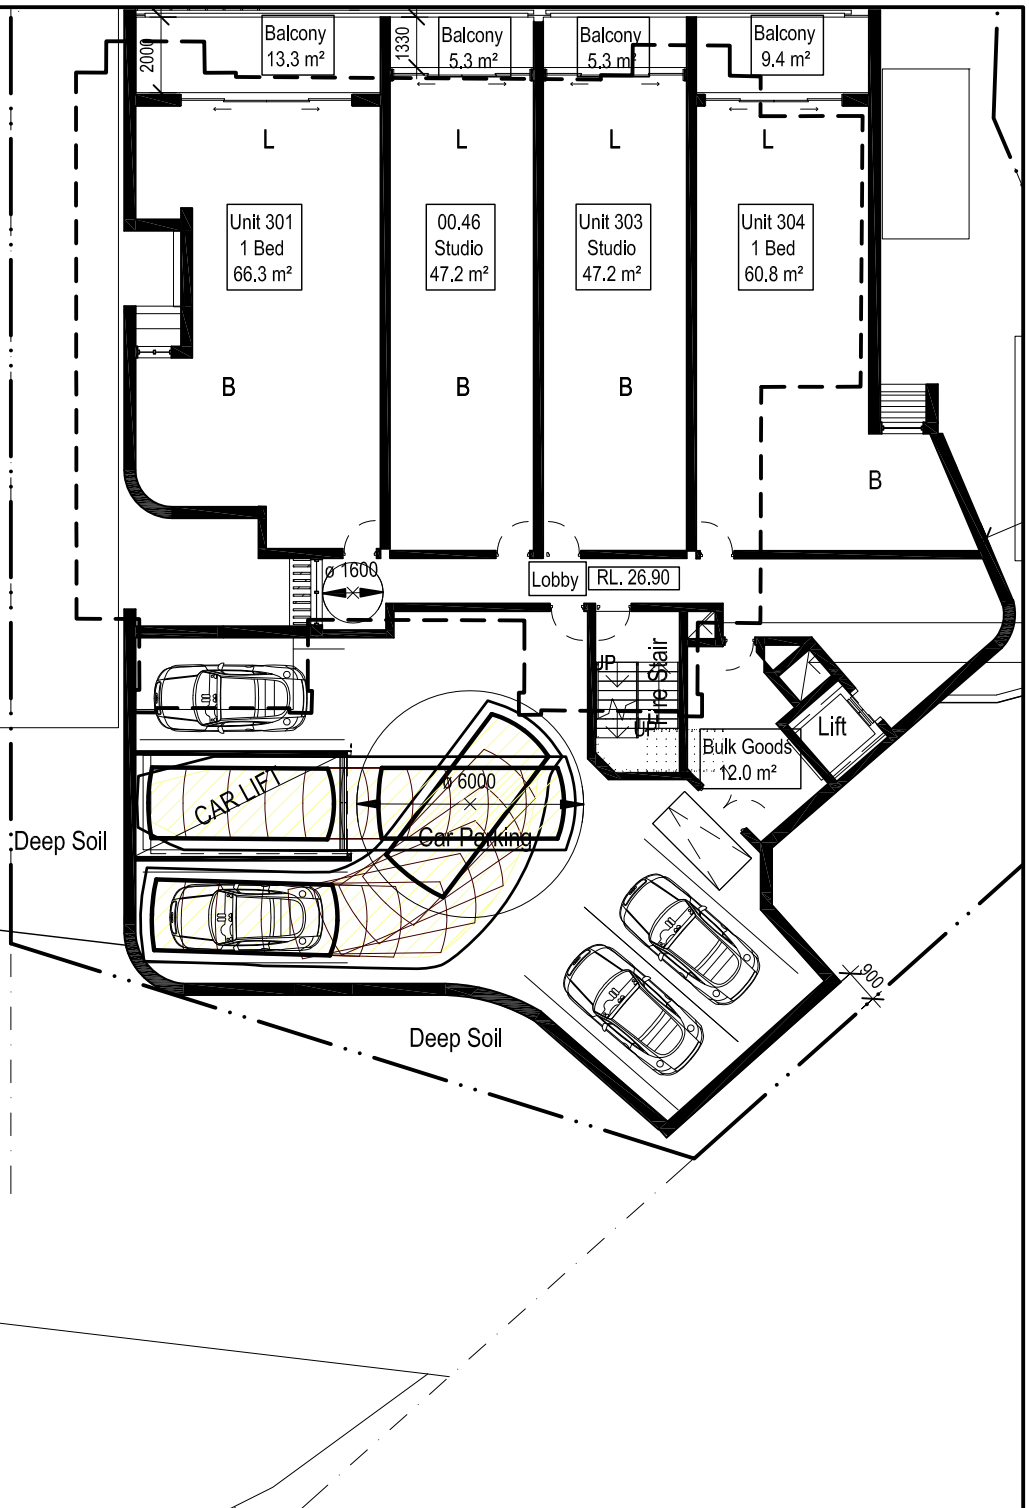 2000
Balcony
13.3 m²
1330
Balcony
5.3 m²
Balcony
5.3 m²
Balcony
9.4 m²
L
L
L
L
Unit 301
1 Bed
66.3 m²
00.46
Studio
47.2 m²
Unit 303
Studio
47.2 m²
Unit 304
1 Bed
60.8 m²
B
B
B
B
ø 1600
Lobby
RL. 26.90
UP
Fire Stair
Lift
Bulk Goods
12.0 m²
CAR LIFT
ø 6000
Car Parking
Deep Soil
900
Deep Soil